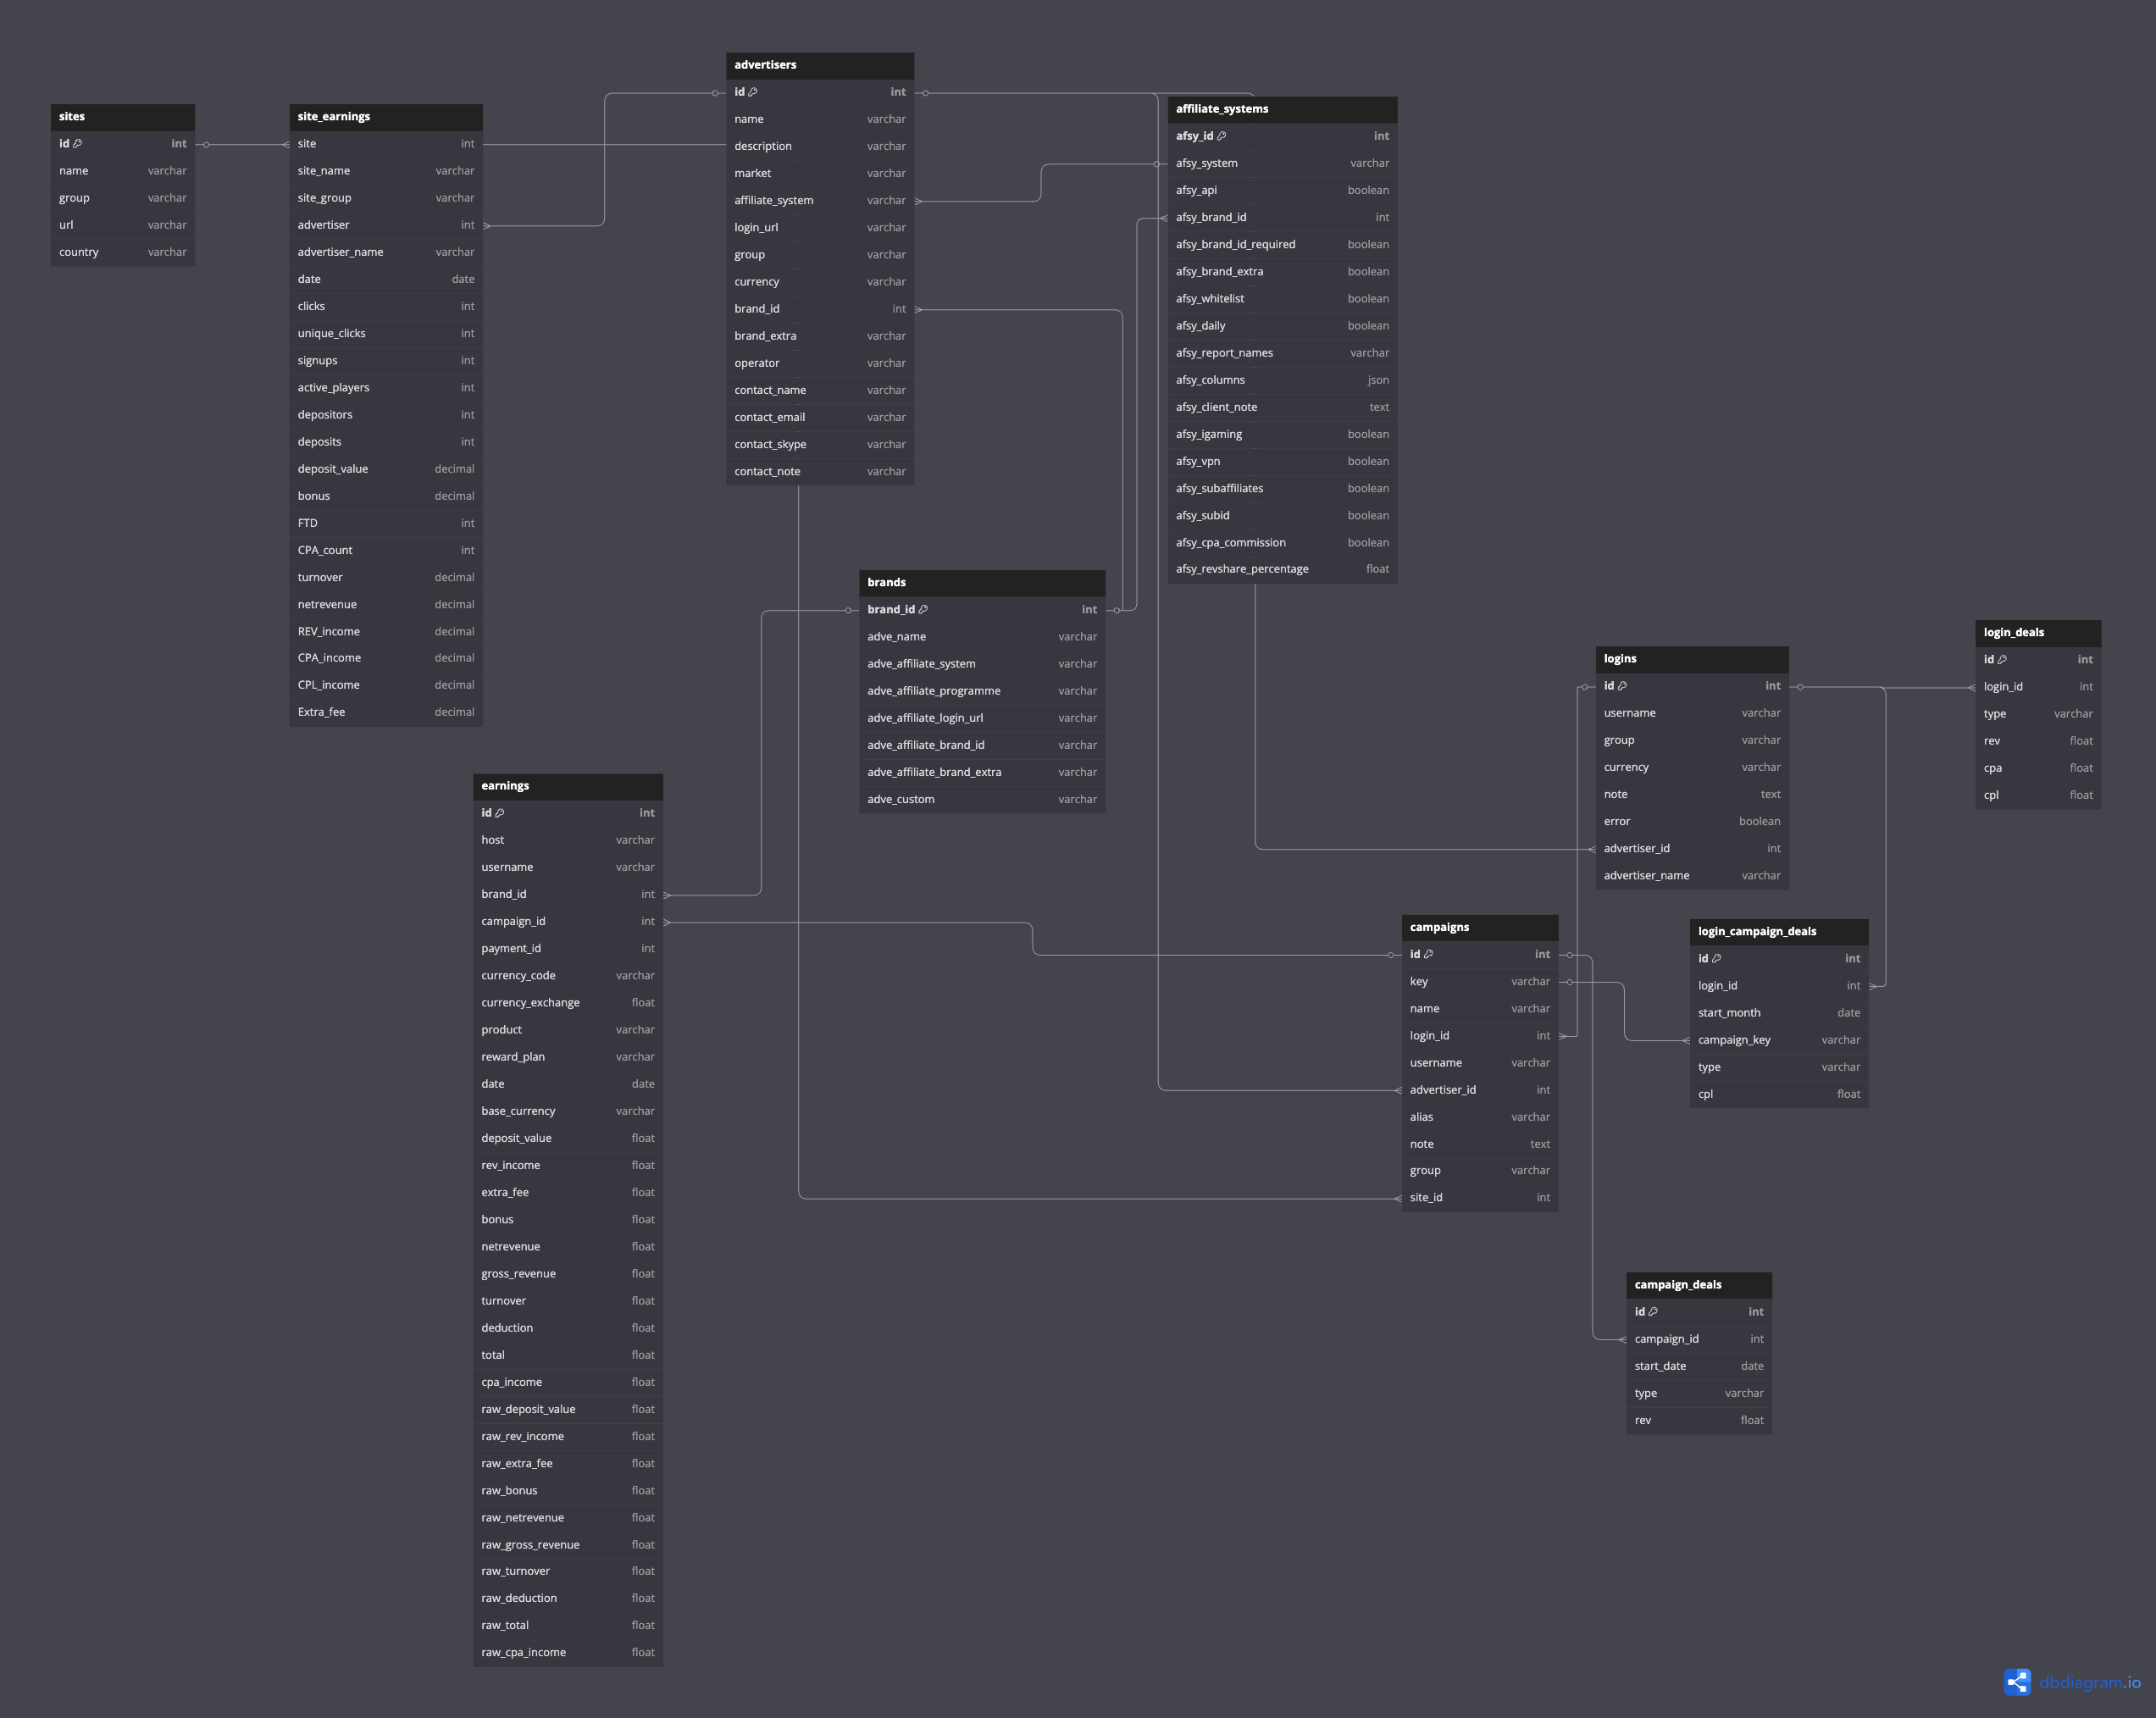 sites
id int
name varchar
group varchar
url varchar
country varchar
site_earnings
site int
site_name varchar
site_group varchar
advertiser int
advertiser_name varchar
date date
clicks int
unique_clicks int
signups int
active_players int
depositors int
deposits int
deposit_value decimal
bonus decimal
FTD int
CPA_count int
turnover decimal
netrevenue decimal
REV_income decimal
CPA_income decimal
CPL_income decimal
Extra_fee decimal
advertisers
id int
name varchar
description varchar
market varchar
affiliate_system varchar
login_url varchar
group varchar
currency varchar
brand_id int
brand_extra varchar
operator varchar
contact_name varchar
contact_email varchar
contact_skype varchar
contact_note varchar
affiliate_systems
afsy_id int
afsy_system varchar
afsy_api boolean
afsy_brand_id int
afsy_brand_id_required boolean
afsy_brand_extra boolean
afsy_whitelist boolean
afsy_daily boolean
afsy_report_names varchar
afsy_columns json
afsy_client_note text
afsy_igaming boolean
afsy_vpn boolean
afsy_subaffiliates boolean
afsy_subid boolean
afsy_cpa_commission boolean
afsy_revshare_percentage float
brands
brand_id int
adve_name varchar
adve_affiliate_system varchar
adve_affiliate_programme varchar
adve_affiliate_login_url varchar
adve_affiliate_brand_id varchar
adve_affiliate_brand_extra varchar
adve_custom varchar
login_deals
id int
login_id int
type varchar
rev float
cpa float
cpl float
logins
id int
username varchar
group varchar
currency varchar
note text
error boolean
advertiser_id int
advertiser_name varchar
earnings
id int
host varchar
username varchar
brand_id int
campaign_id int
payment_id int
currency_code varchar
currency_exchange float
product varchar
reward_plan varchar
date date
base_currency varchar
deposit_value float
rev_income float
extra_fee float
bonus float
netrevenue float
gross_revenue float
turnover float
deduction float
total float
cpa_income float
raw_deposit_value float
raw_rev_income float
raw_extra_fee float
raw_bonus float
raw_netrevenue float
raw_gross_revenue float
raw_turnover float
raw_deduction float
raw_total float
raw_cpa_income float
campaigns
id int
key varchar
name varchar
login_id int
username varchar
advertiser_id int
alias varchar
note text
group varchar
site_id int
login_campaign_deals
id int
login_id int
start_month date
campaign_key varchar
type varchar
cpl float
campaign_deals
id int
campaign_id int
start_date date
type varchar
rev float
dbdiagram.io